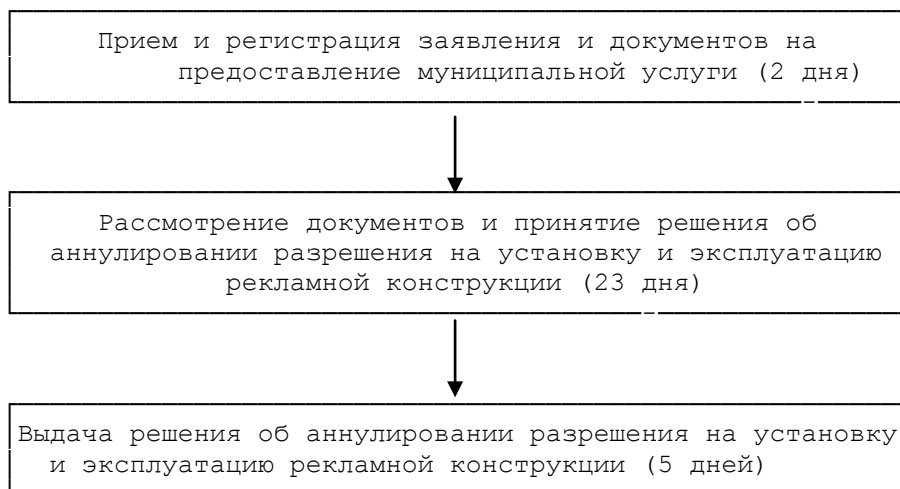 Прием и регистрация заявления и документов на
предоставление муниципальной услуги (2 дня)
Рассмотрение документов и принятие решения об
аннулировании разрешения на установку и эксплуатацию
рекламной конструкции (23 дня)
Выдача решения об аннулировании разрешения на установку
и эксплуатацию рекламной конструкции (5 дней)